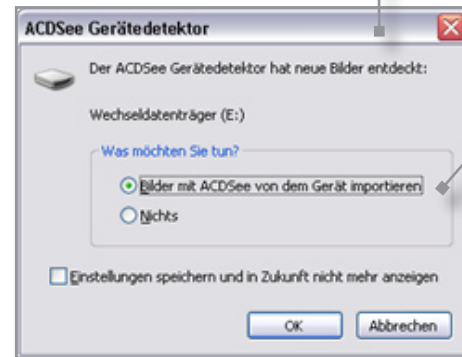 ACDSee Gerätedetektor
Der ACDSee Gerätedetektor hat neue Bilder entdeckt:
Wechseldatenträger (E:)
Was möchten Sie tun?
Bilder mit ACDSee von dem Gerät importieren
Nichts
Einstellungen speichern und in Zukunft nicht mehr anzeigen
OK
Abbrechen